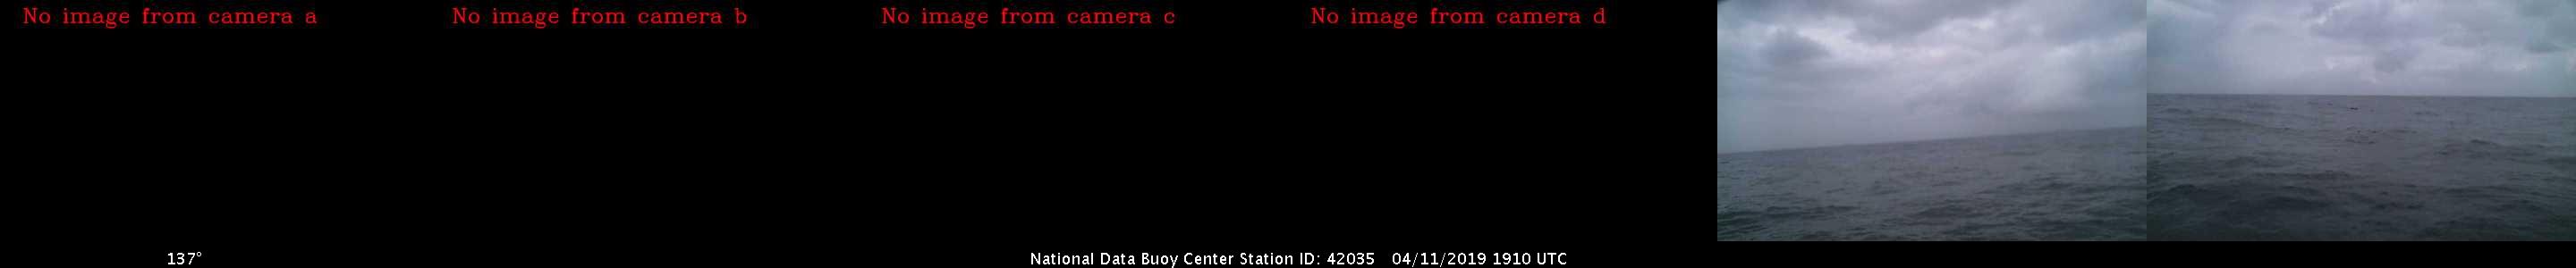 No image from camera a
No image from camera b
No image from camera c
No image from camera d
137°
National Data Buoy Center Station ID: 42035 04/11/2019 1910 UTC